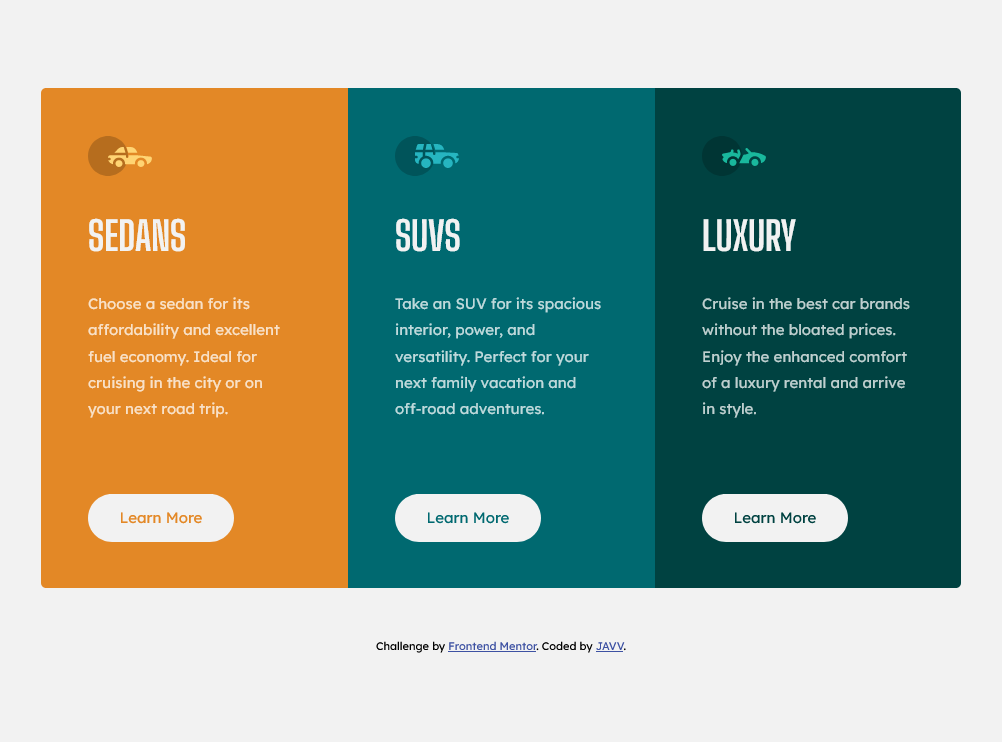 SEDANS
Choose a sedan for its
affordability and excellent
fuel economy. Ideal for
cruising in the city or on
your next road trip.
Learn More
SUVS
Take an SUV for its spacious
interior, power, and
versatility. Perfect for your
next family vacation and
off-road adventures.
Learn More
LUXURY
Cruise in the best car brands
without the bloated prices.
Enjoy the enhanced comfort
of a luxury rental and arrive
in style.
Learn More
Challenge by Frontend Mentor. Coded by JAVV.